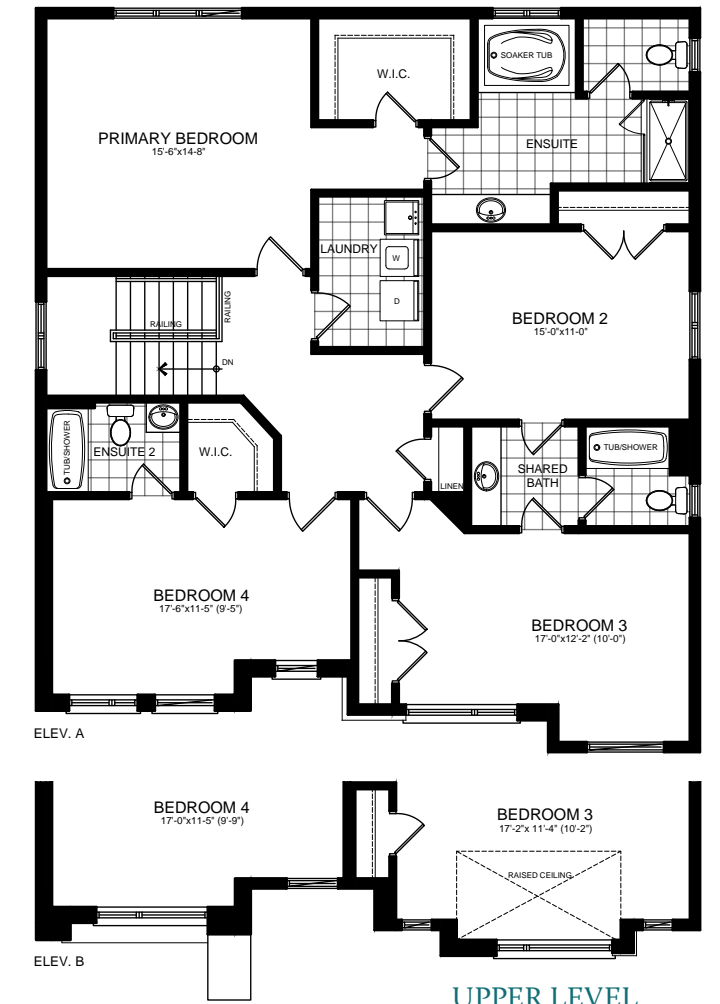 SOAKER TUB
W.I.C.
PRIMARY BEDROOM
15'-6"x14'-8"
ENSUITE
LAUNDRY
W
D
RAILING
RAILING
DN
BEDROOM 2
15'-0"x11'-0"
TUB/SHOWER
ENSUITE 2
W.I.C.
LINEN
SHARED
BATH
TUB/SHOWER
BEDROOM 4
17'-6"x11'-5" (9'-5")
BEDROOM 3
17'-0"x12'-2" (10'-0")
ELEV. A
BEDROOM 4
17'-0"x11'-5" (9'-9")
BEDROOM 3
17'-2"x 11'-4" (10'-2")
RAISED CEILING
ELEV. B
UPPER LEVEL